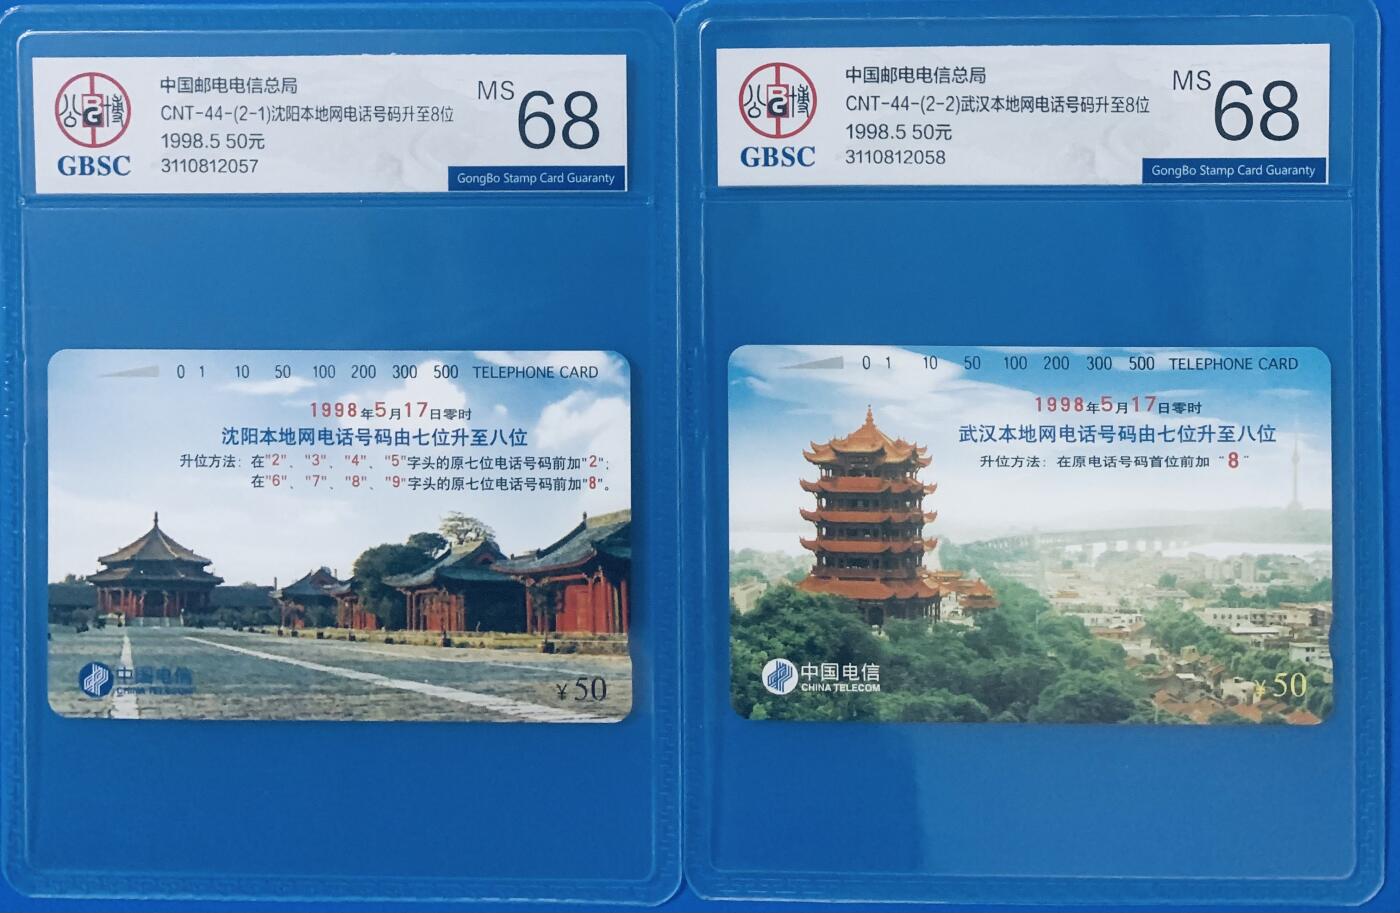 公博
GBSC
中国邮电电信总局
CNT-44-(2-1)沈阳本地网电话号码升至8位
1998.5 50元
3110812057
MS 68
GongBo Stamp Card Guaranty
0 1 10 50 100 200 300 500 TELEPHONE CARD
1998年5月17日零时
沈阳本地网电话号码由七位升至八位
升位方法：在"2"、"3"、"4"、"5"字头的原七位电话号码前加"2"；
在"6"、"7"、"8"、"9"字头的原七位电话号码前加"8"。
中国电信
CHINA TELECOM
¥50
公博
GBSC
中国邮电电信总局
CNT-44-(2-2)武汉本地网电话号码升至8位
1998.5 50元
3110812058
MS 68
GongBo Stamp Card Guaranty
0 1 10 50 100 200 300 500 TELEPHONE CARD
1998年5月17日零时
武汉本地网电话号码由七位升至八位
升位方法：在原电话号码首位前加"8"
中国电信
CHINA TELECOM
¥50